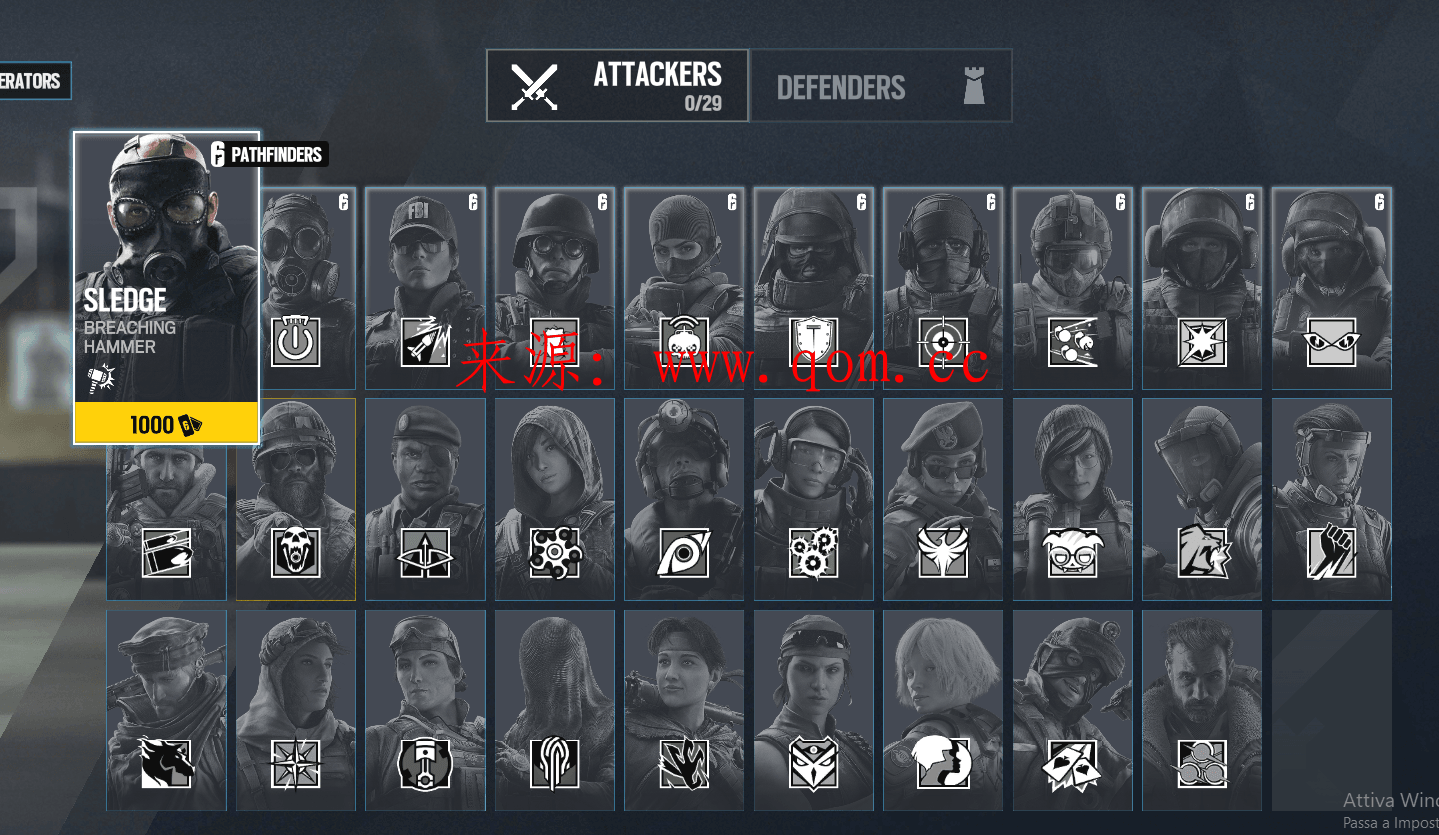 ERATORS
ATTACKERS
0/29
DEFENDERS
6 PATHFINDERS
SLEDGE
BREACHING
HAMMER
1000
FBI
来源：www.qom.cc
Attiva Wind
Passa a Impost